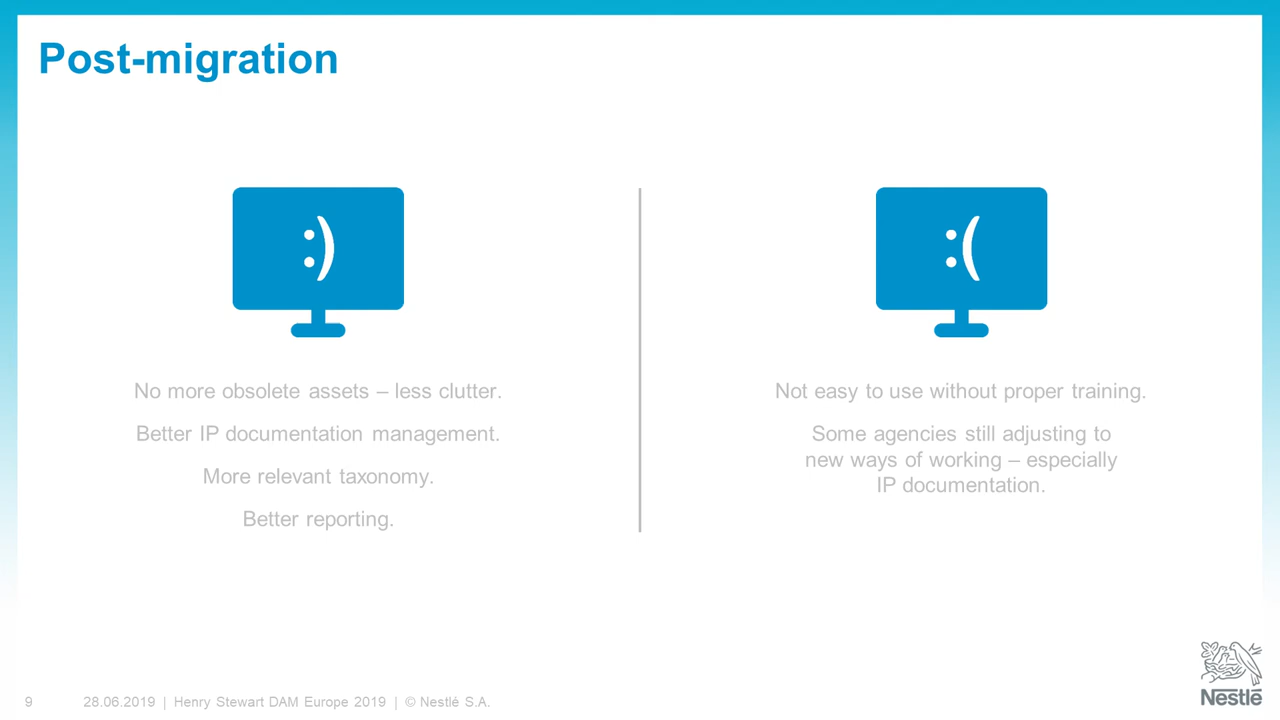 Post-migration
:)
:(
No more obsolete assets – less clutter.
Better IP documentation management.
More relevant taxonomy.
Better reporting.
Not easy to use without proper training.
Some agencies still adjusting to
new ways of working – especially
IP documentation.
9 28.06.2019 | Henry Stewart DAM Europe 2019 | © Nestlé S.A.
Nestlé